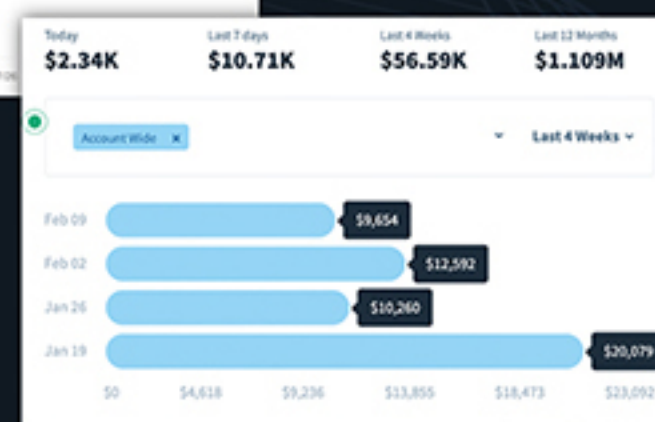 Today
Last 7 days
Last 4 Weeks
Last 12 Months
$2.34K
$10.71K
$56.59K
$1.109M
Account Wide ×
Last 4 Weeks
Feb 09
$9,654
Feb 02
$12,592
Jan 26
$10,260
Jan 19
$20,079
$0
$4,618
$9,236
$13,855
$18,473
$23,092